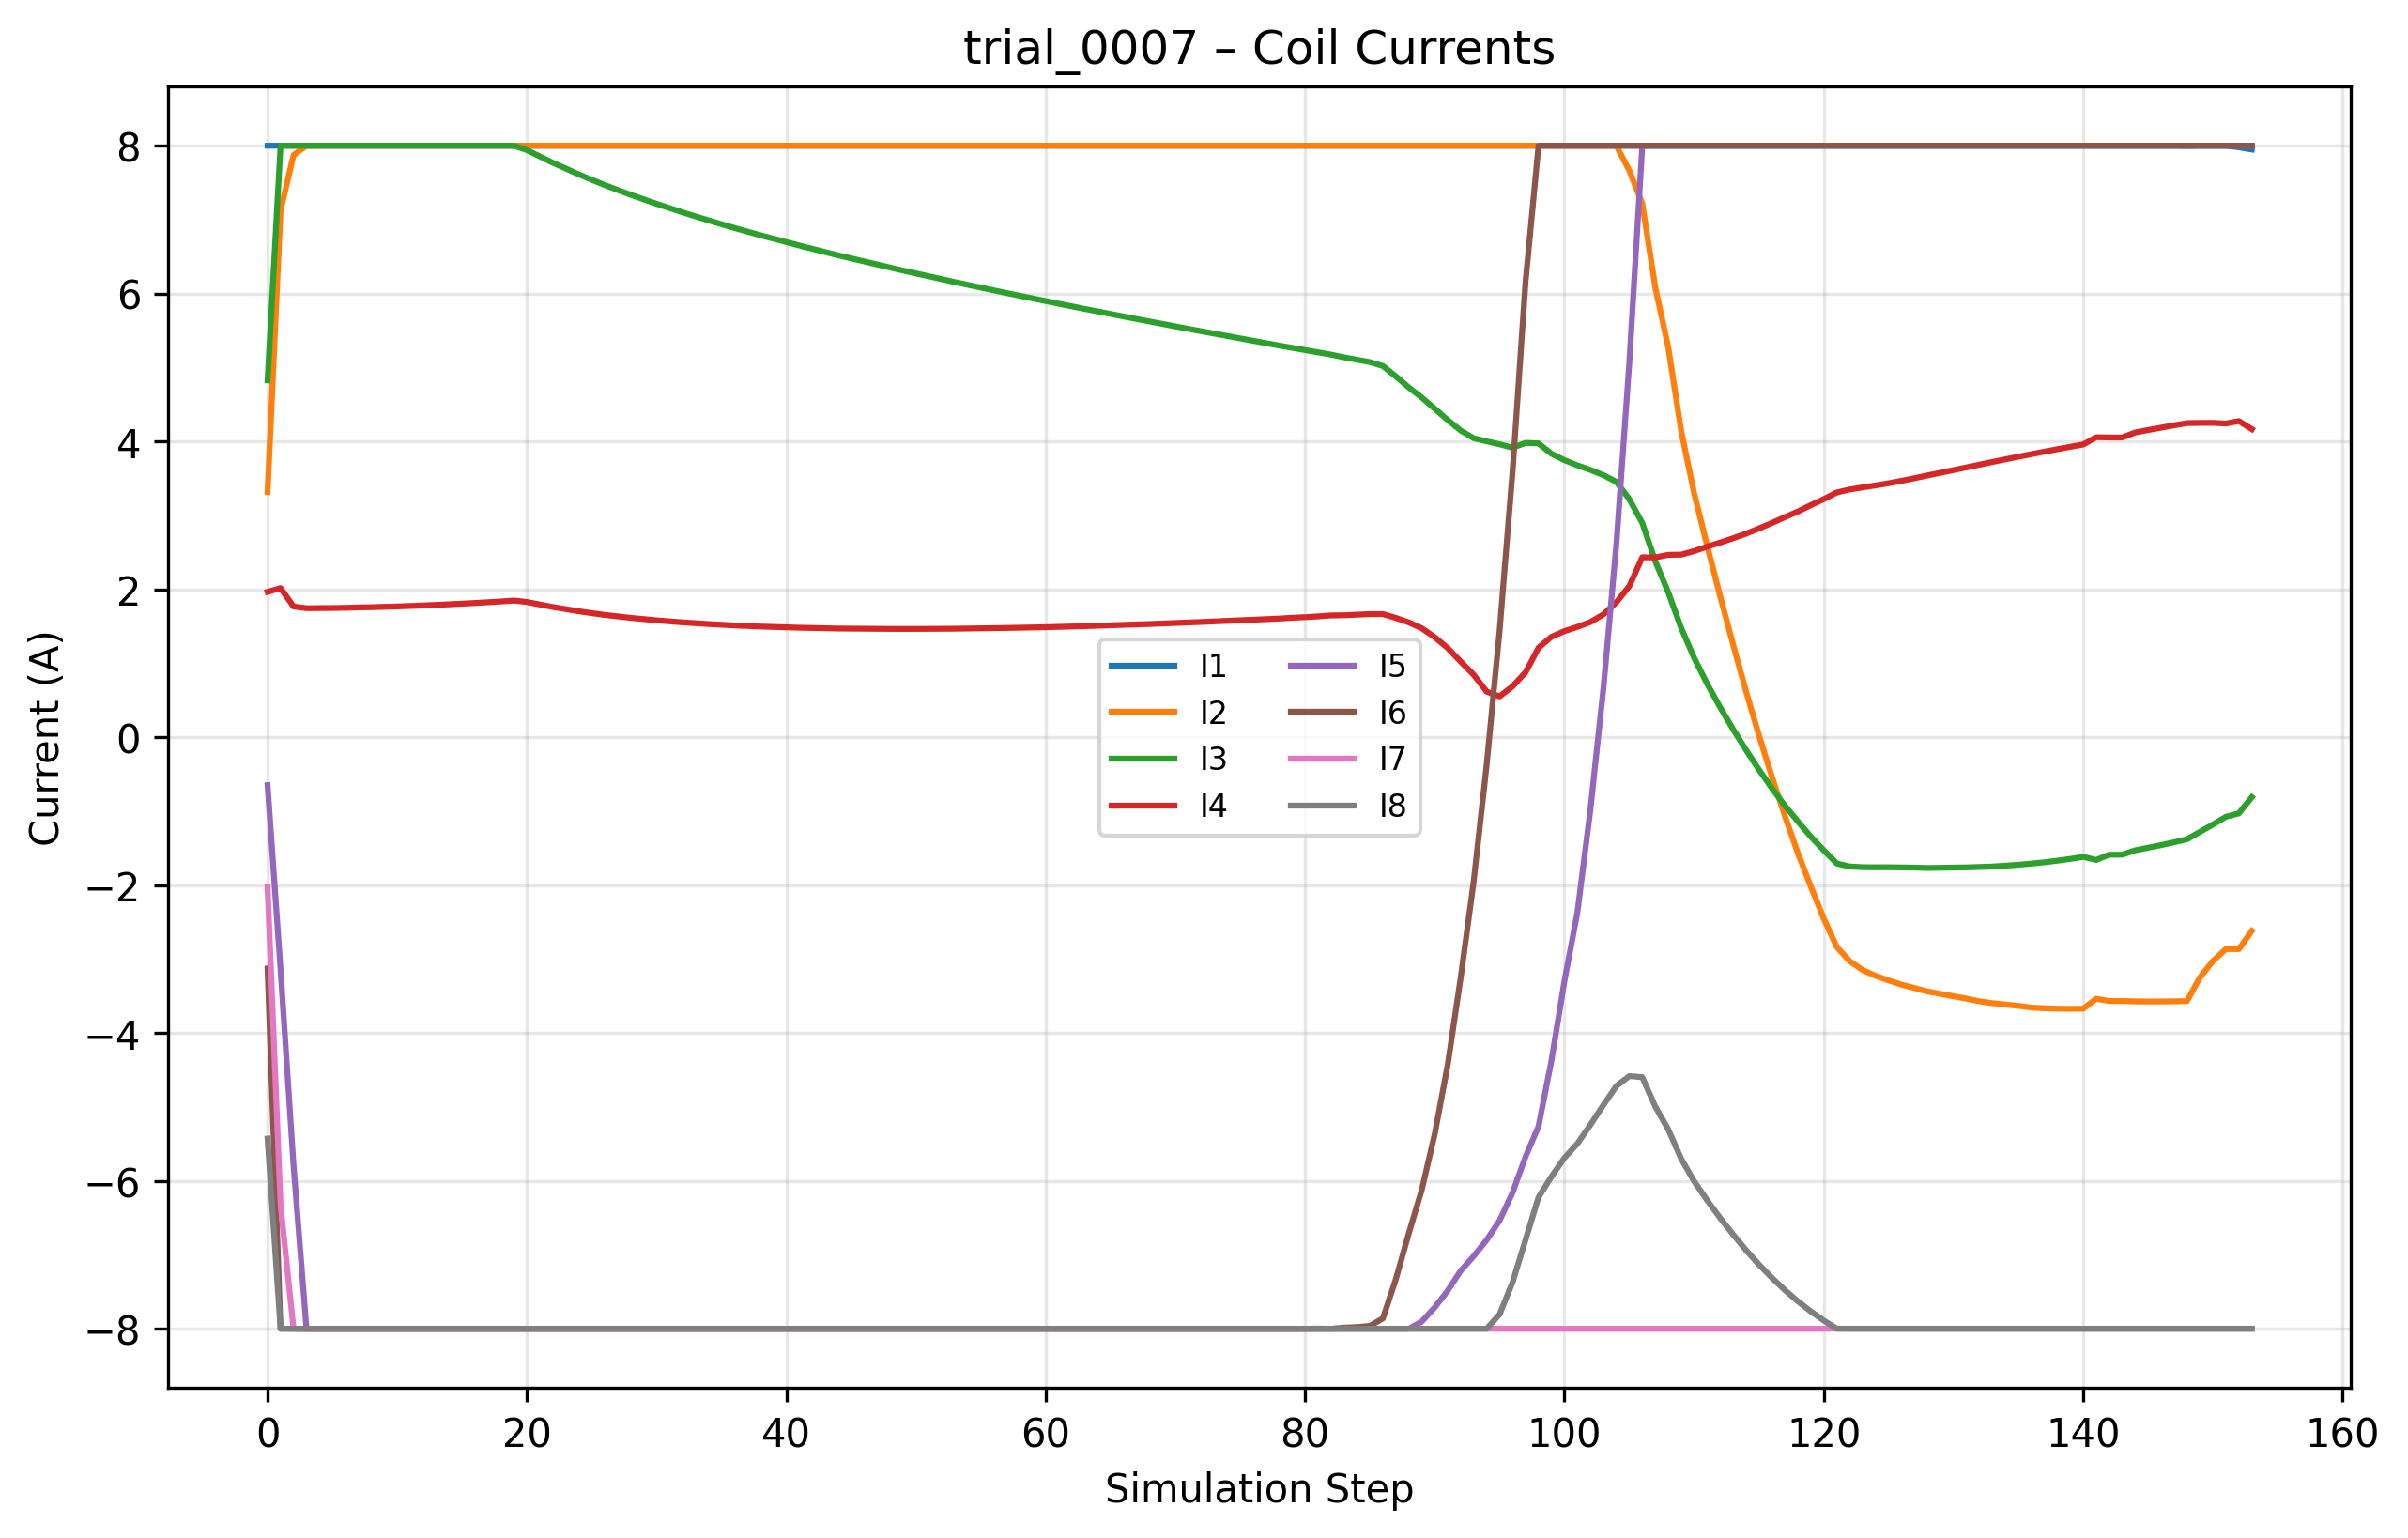 trial_0007 – Coil Currents
Current (A)
8
6
4
2
0
−2
−4
−6
−8
I1 I5
I2 I6
I3 I7
I4 I8
0 20 40 60 80 100 120 140 160
Simulation Step